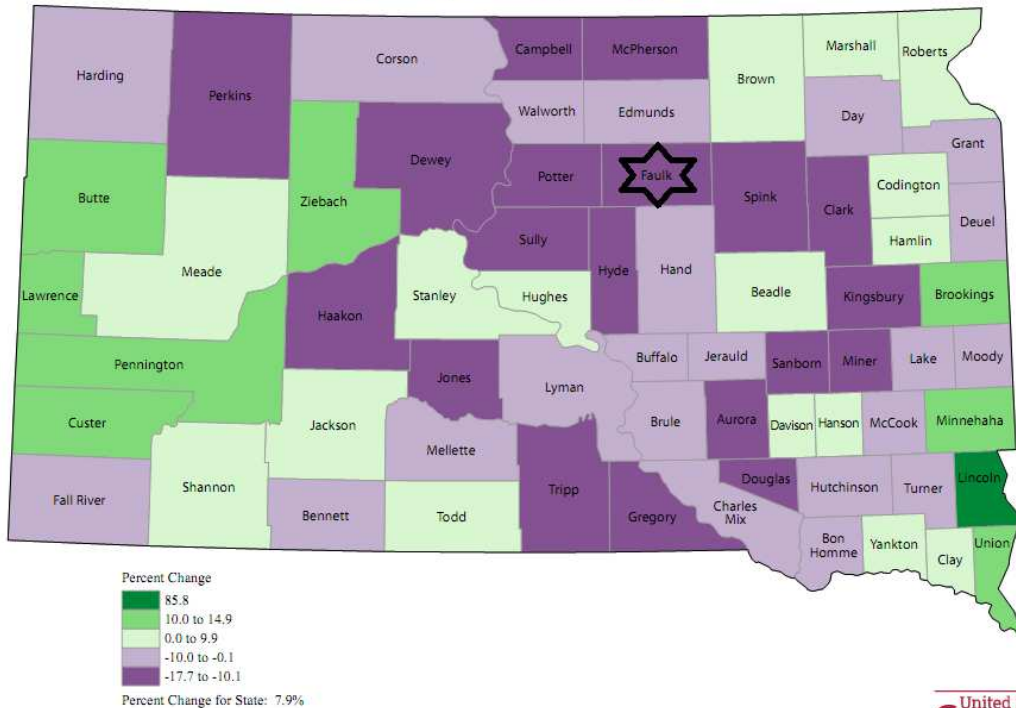 Harding
Perkins
Corson
Campbell
McPherson
Brown
Marshall
Roberts
Walworth
Edmunds
Day
Grant
Butte
Ziebach
Dewey
Potter
Faulk
Spink
Clark
Codington
Deuel
Hamlin
Lawrence
Meade
Haakon
Stanley
Sully
Hughes
Hyde
Hand
Beadle
Kingsbury
Brookings
Pennington
Custer
Jones
Lyman
Buffalo
Jerauld
Sanborn
Miner
Lake
Moody
Fall River
Shannon
Jackson
Bennett
Mellette
Todd
Tripp
Gregory
Brule
Aurora
Davison
Hanson
McCook
Minnehaha
Douglas
Charles
Mix
Hutchinson
Turner
Lincoln
Bon
Homme
Yankton
Clay
Union
Percent Change
85.8
10.0 to 14.9
0.0 to 9.9
-10.0 to -0.1
-17.7 to -10.1
Percent Change for State: 7.9%
United